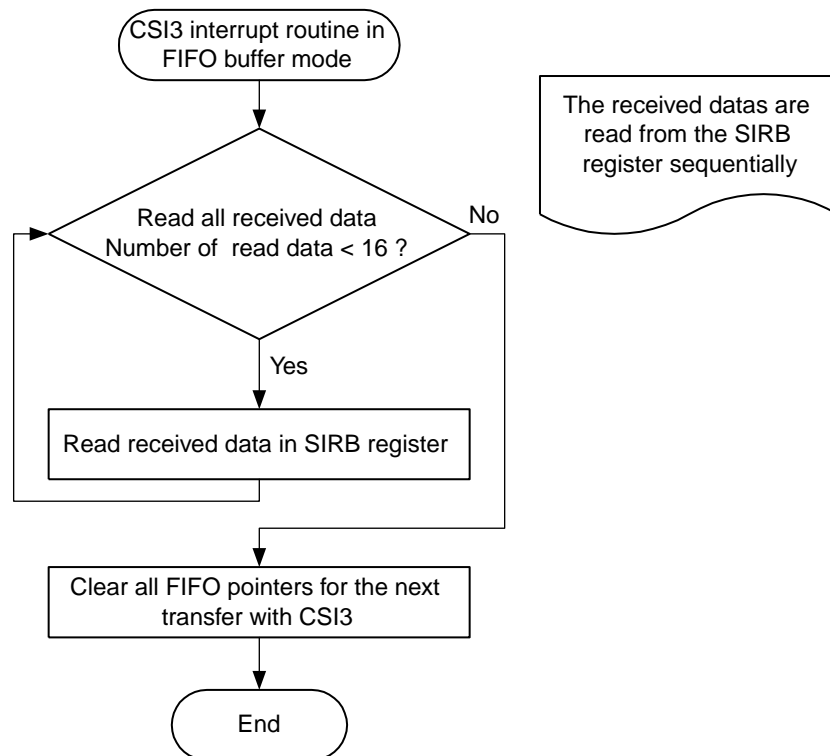 CSI3 interrupt routine in
FIFO buffer mode
The received datas are
read from the SIRB
register sequentially
Read all received data
Number of  read data < 16 ?
No
Yes
Read received data in SIRB register
Clear all FIFO pointers for the next
transfer with CSI3
End